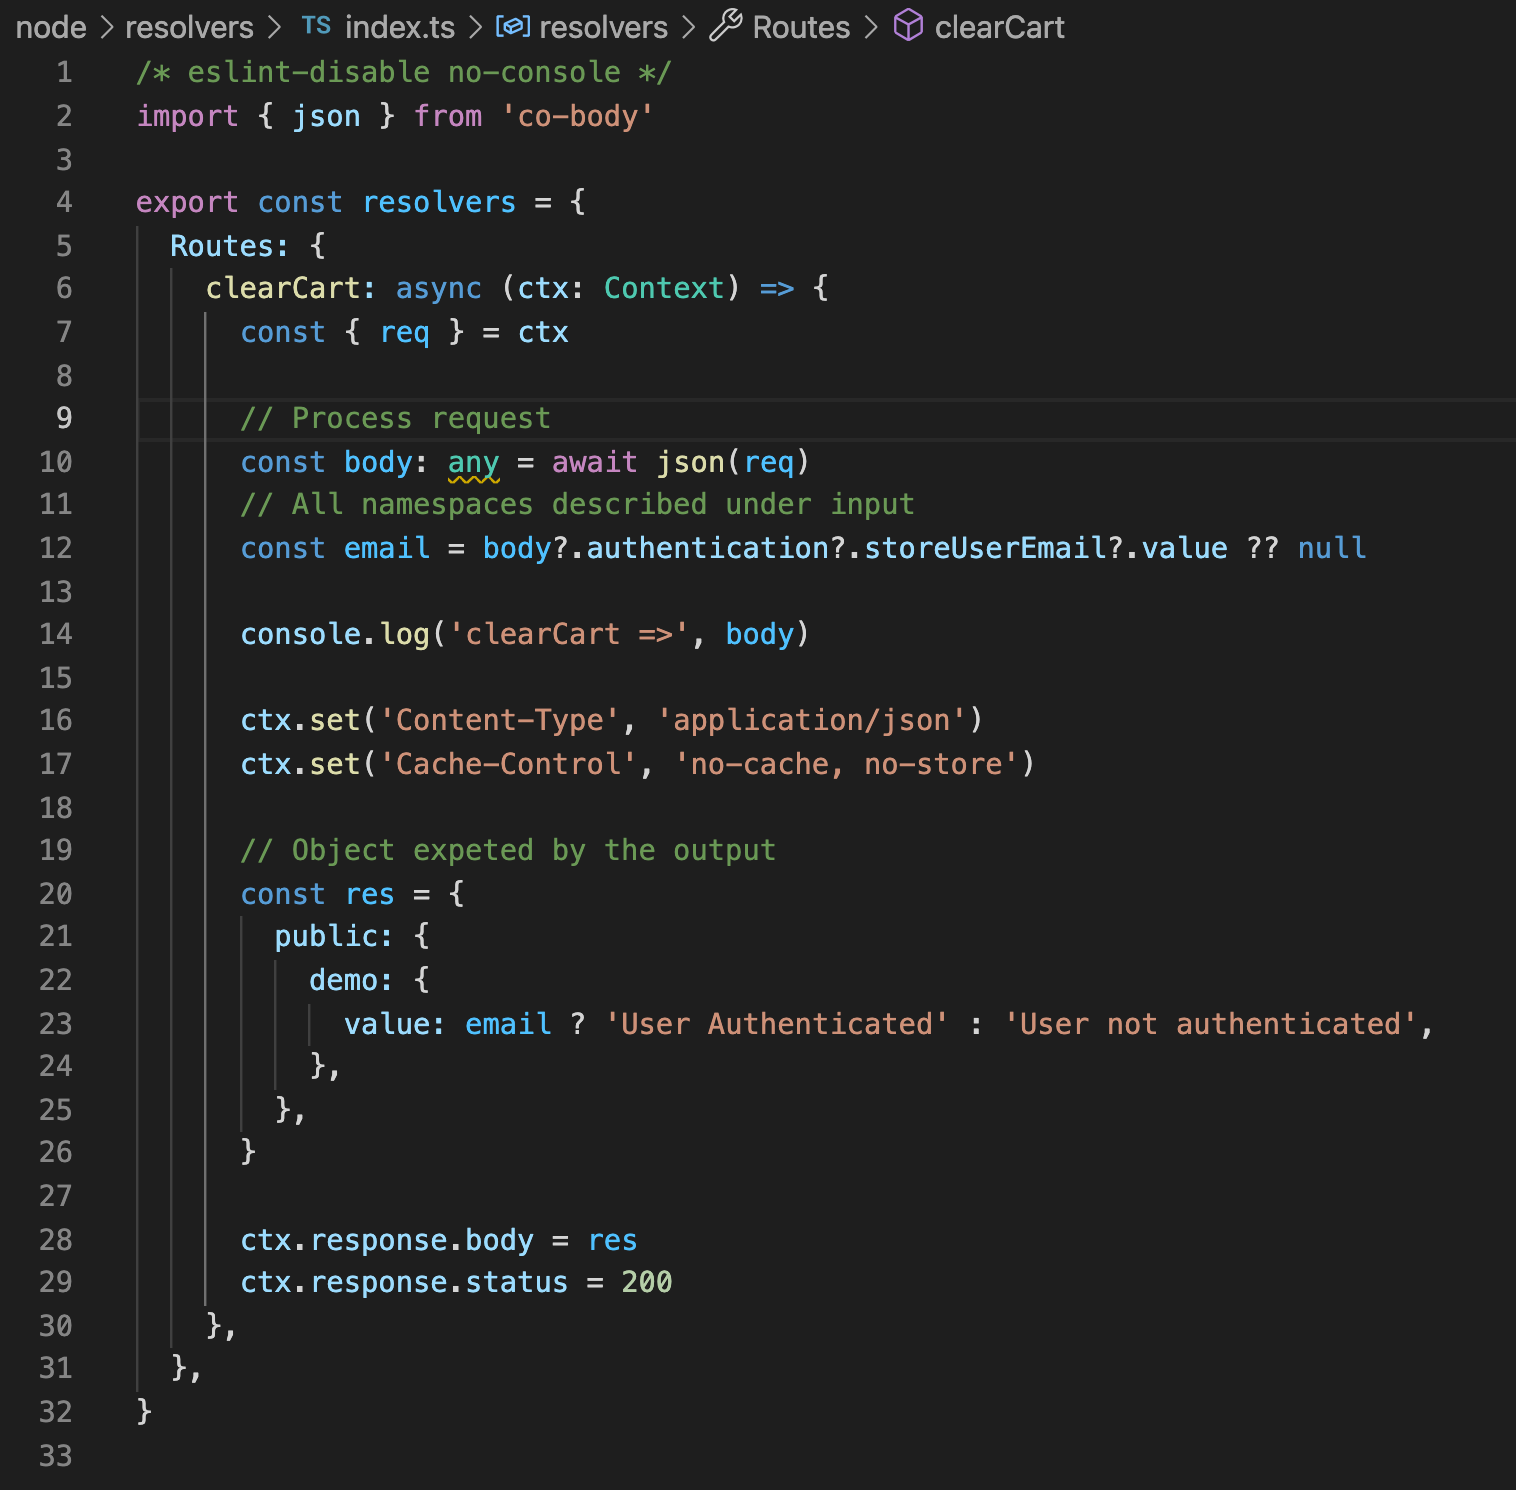 node > resolvers > TS index.ts > resolvers > Routes > clearCart
1 /* eslint-disable no-console */
2 import { json } from 'co-body'
3
4 export const resolvers = {
5   Routes: {
6     clearCart: async (ctx: Context) => {
7       const { req } = ctx
8
9       // Process request
10       const body: any = await json(req)
11       // All namespaces described under input
12       const email = body?.authentication?.storeUserEmail?.value ?? null
13
14       console.log('clearCart =>', body)
15
16       ctx.set('Content-Type', 'application/json')
17       ctx.set('Cache-Control', 'no-cache, no-store')
18
19       // Object expeted by the output
20       const res = {
21         public: {
22           demo: {
23             value: email ? 'User Authenticated' : 'User not authenticated',
24           },
25         },
26       }
27
28       ctx.response.body = res
29       ctx.response.status = 200
30     },
31   },
32 }
33